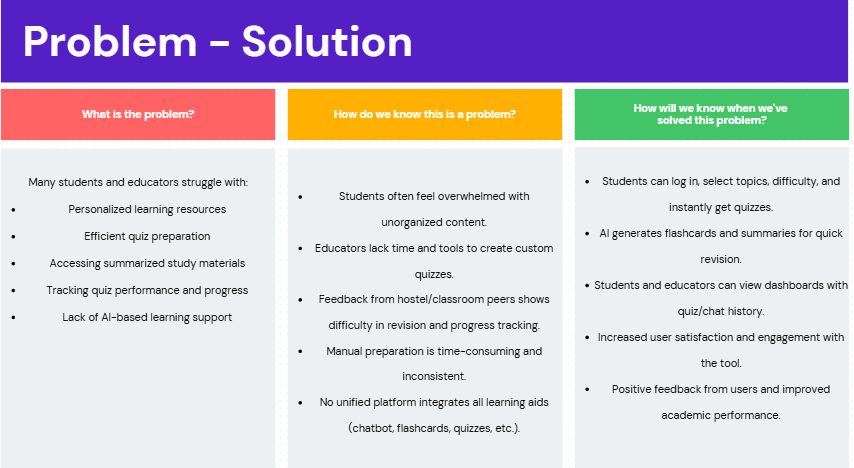 Problem - Solution
What is the problem?
Many students and educators struggle with:
• Personalized learning resources
• Efficient quiz preparation
• Accessing summarized study materials
• Tracking quiz performance and progress
• Lack of AI-based learning support
How do we know this is a problem?
• Students often feel overwhelmed with
unorganized content.
• Educators lack time and tools to create custom
quizzes.
• Feedback from hostel/classroom peers shows
difficulty in revision and progress tracking.
• Manual preparation is time-consuming and
inconsistent.
• No unified platform integrates all learning aids
(chatbot, flashcards, quizzes, etc.).
How will we know when we've
solved this problem?
• Students can log in, select topics, difficulty, and
instantly get quizzes.
• AI generates flashcards and summaries for quick
revision.
• Students and educators can view dashboards with
quiz/chat history.
• Increased user satisfaction and engagement with
the tool.
• Positive feedback from users and improved
academic performance.